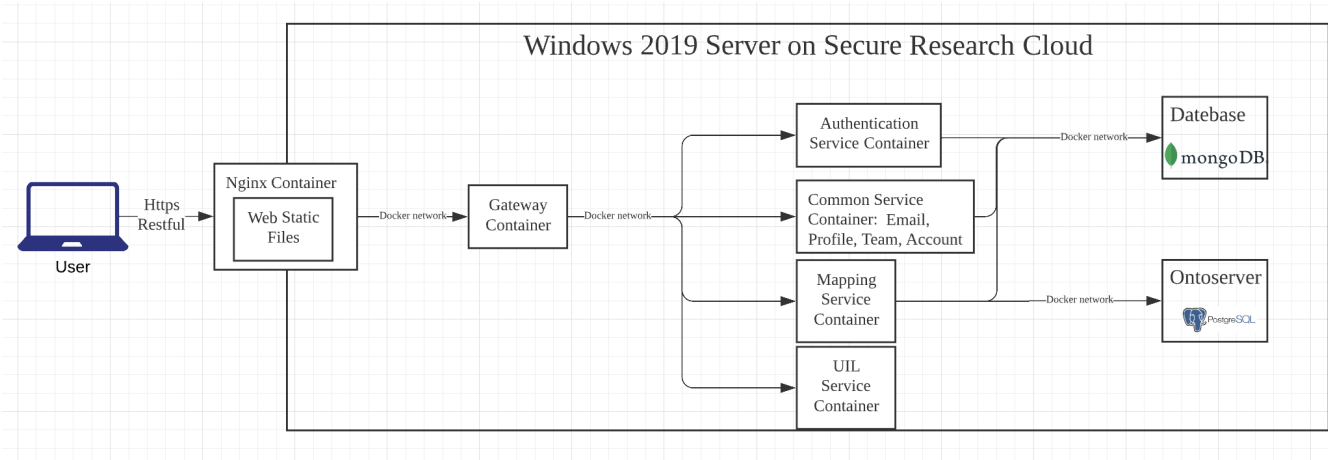 Windows 2019 Server on Secure Research Cloud
User
Https
Restful
Nginx Container
Web Static
Files
Docker network
Gateway
Container
Docker network
Authentication
Service Container
Common Service
Container: Email,
Profile, Team, Account
Mapping
Service
Container
UIL
Service
Container
Docker network
Datebase
mongoDB
Docker network
Ontoserver
PostgreSQL